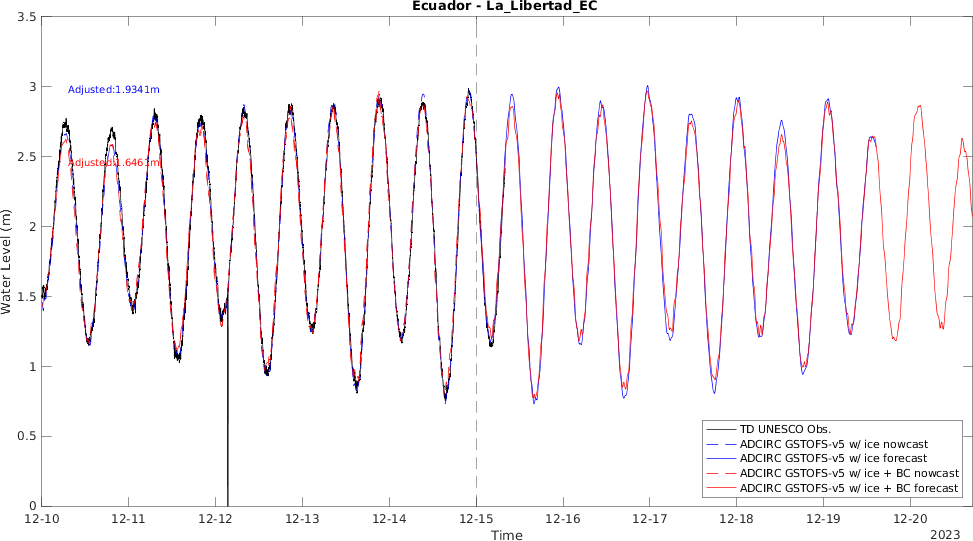 Ecuador - La_Libertad_EC
3.5
3
2.5
2
1.5
1
0.5
0
Water Level (m)
Adjusted:1.9341m
Adjusted:1.6461m
TD UNESCO Obs.
ADCIRC GSTOFS-v5 w/ ice nowcast
ADCIRC GSTOFS-v5 w/ ice forecast
ADCIRC GSTOFS-v5 w/ ice + BC nowcast
ADCIRC GSTOFS-v5 w/ ice + BC forecast
12-10 12-11 12-12 12-13 12-14 12-15 12-16 12-17 12-18 12-19 12-20
Time
2023